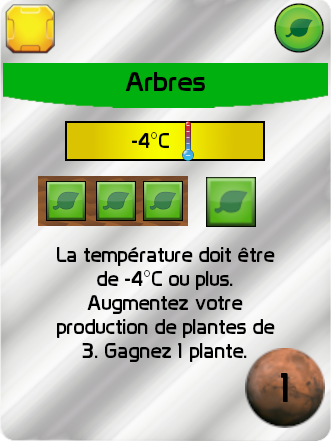 Arbres
-4°C
La température doit être
de -4°C ou plus.
Augmentez votre
production de plantes de
3. Gagnez 1 plante.
1